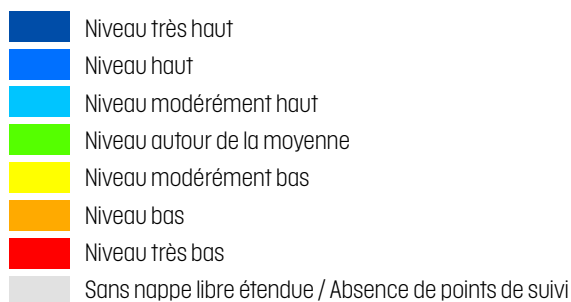 Niveau très haut
Niveau haut
Niveau modérément haut
Niveau autour de la moyenne
Niveau modérément bas
Niveau bas
Niveau très bas
Sans nappe libre étendue / Absence de points de suivi